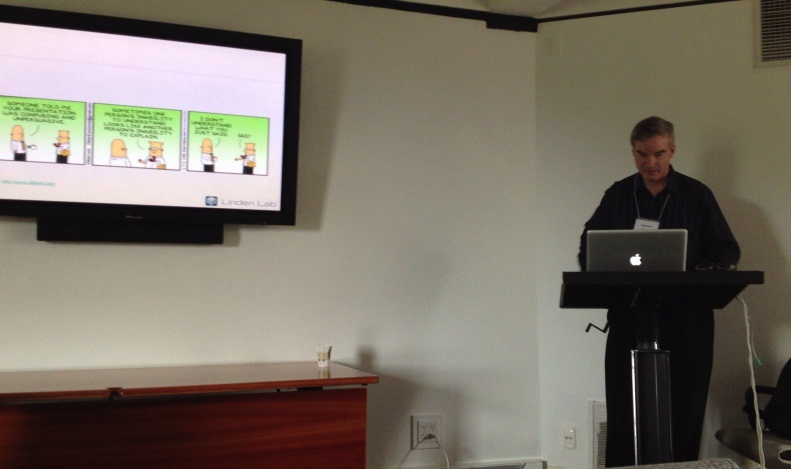 SOMEONE TOLD ME
YOUR PRESENTATION
WAS CONFUSING AND
UNPERSUASIVE.
SOMETIMES ONE
PERSON'S INABILITY
TO UNDERSTAND
LOOKS LIKE ANOTHER
PERSON'S INABILITY
TO EXPLAIN.
I DON'T
UNDERSTAND
WHAT YOU
JUST SAID.
SEE?
Linden Lab